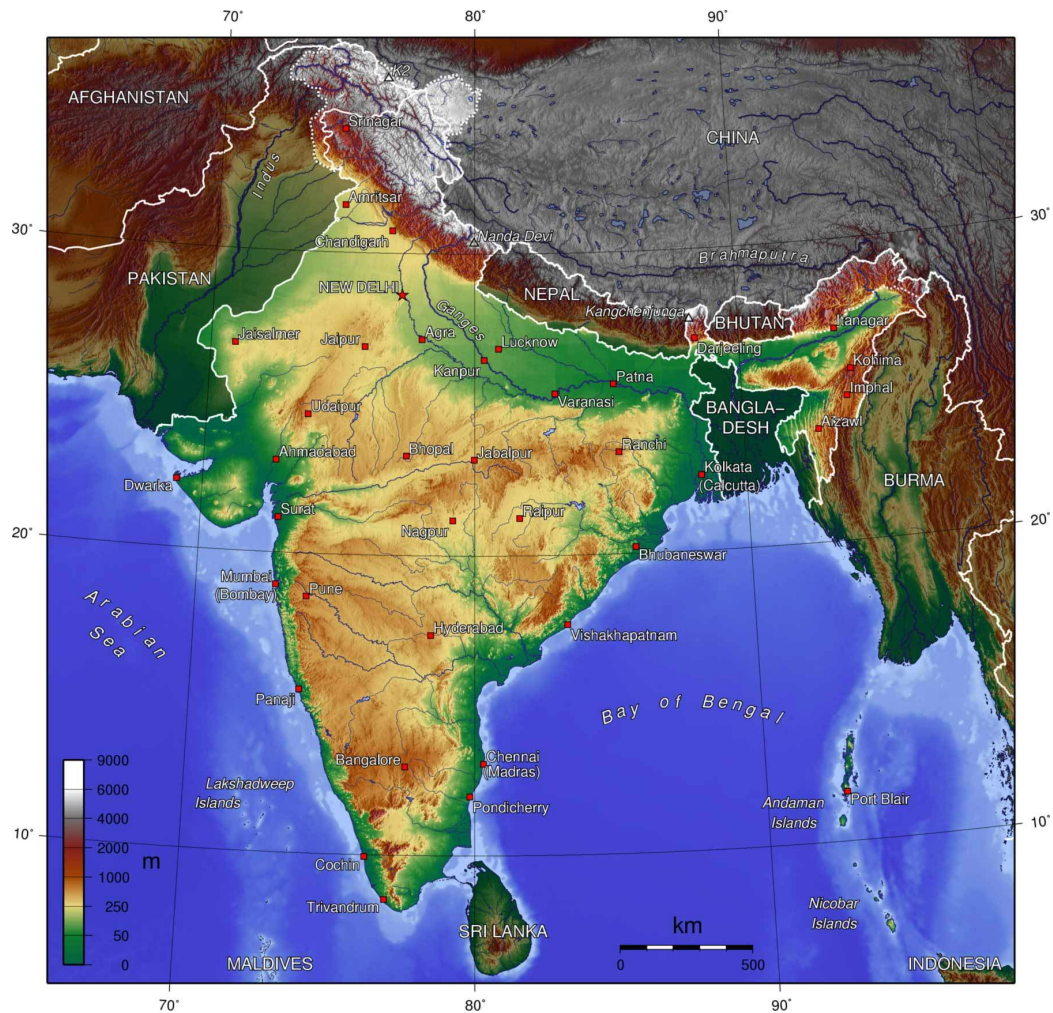 70°
80°
90°
AFGHANISTAN
K2
CHINA
Srinagar
Indus
Amritsar
30°
30°
Chandigarh
Nanda Devi
Brahmaputra
PAKISTAN
NEW DELHI
NEPAL
Ganges
Kangchenjunga
BHUTAN
Itanagar
Jaisalmer
Jaipur
Agra
Lucknow
Darjeeling
Kohima
Kanpur
Patna
Imphal
Varanasi
Udaipur
BANGLA–
DESH
Aizawl
Ahmadabad
Bhopal
Jabalpur
Ranchi
Kolkata
(Calcutta)
Dwarka
BURMA
Surat
Nagpur
Raipur
20°
20°
Bhubaneswar
Mumbai
(Bombay)
Pune
Arabian
Sea
Hyderabad
Vishakhapatnam
Panaji
Bay of Bengal
Bangalore
Chennai
(Madras)
9000
6000
4000
2000
1000
250
50
0
m
Lakshadweep
Islands
Pondicherry
Andaman
Islands
Port Blair
10°
10°
Cochin
Trivandrum
Nicobar
Islands
SRI LANKA
km
0
500
MALDIVES
INDONESIA
70°
80°
90°